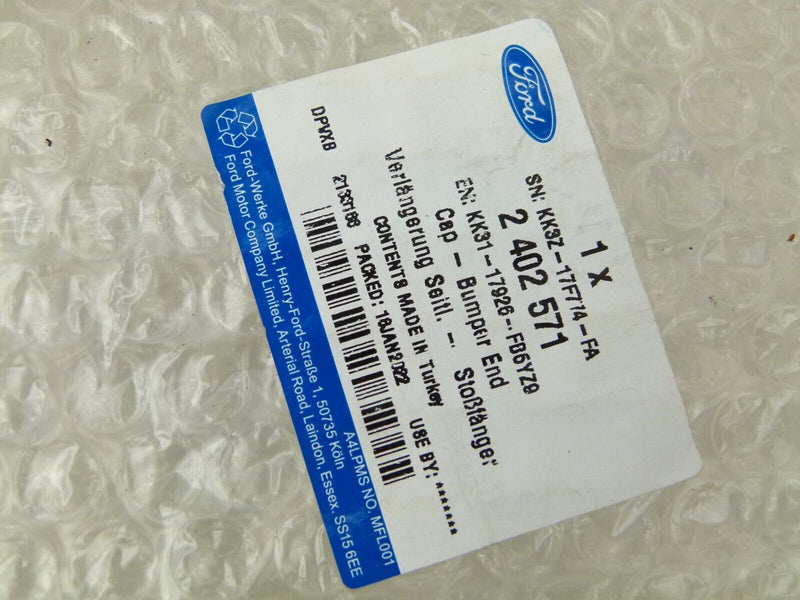 Ford
1 x
SN: KK3Z-17F774-FA
2 402 571
EN: KK31-17926-FB6YZ9
Cap - Bumper End
Verlängerung Seitl. - Stoßfänger
CONTENTS MADE IN Turkey
PACKED: 18JAN2022 USE BY: *******
DPVXB
Ford-Werke GmbH, Henry-Ford-Straße 1, 50735 Köln
Ford Motor Company Limited, Arterial Road, Laindon, Essex. SS15 6EE
A4LPMS NO. MFL001